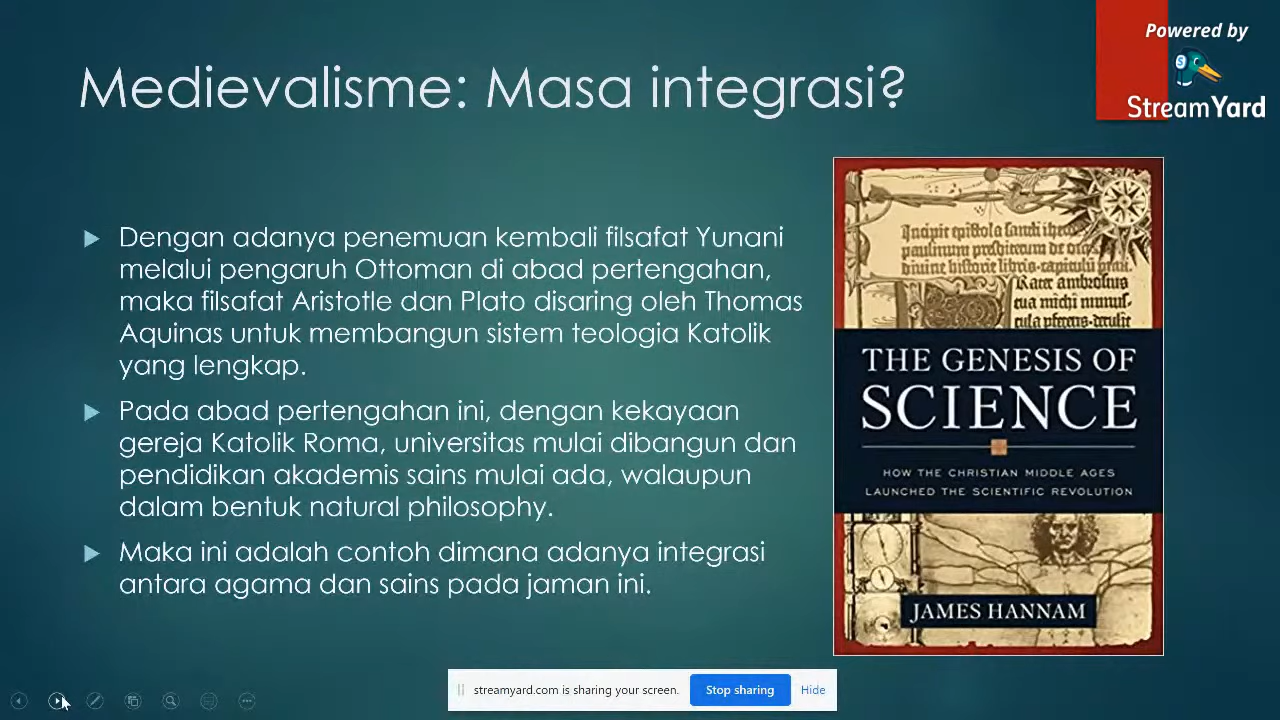 Powered by
StreamYard
Medievalisme: Masa integrasi?
Dengan adanya penemuan kembali filsafat Yunani
melalui pengaruh Ottoman di abad pertengahan,
maka filsafat Aristotle dan Plato disaring oleh Thomas
Aquinas untuk membangun sistem teologia Katolik
yang lengkap.
Pada abad pertengahan ini, dengan kekayaan
gereja Katolik Roma, universitas mulai dibangun dan
pendidikan akademis sains mulai ada, walaupun
dalam bentuk natural philosophy.
Maka ini adalah contoh dimana adanya integrasi
antara agama dan sains pada jaman ini.
THE GENESIS OF
SCIENCE
HOW THE CHRISTIAN MIDDLE AGES
LAUNCHED THE SCIENTIFIC REVOLUTION
JAMES HANNAM
streamyard.com is sharing your screen.
Stop sharing
Hide